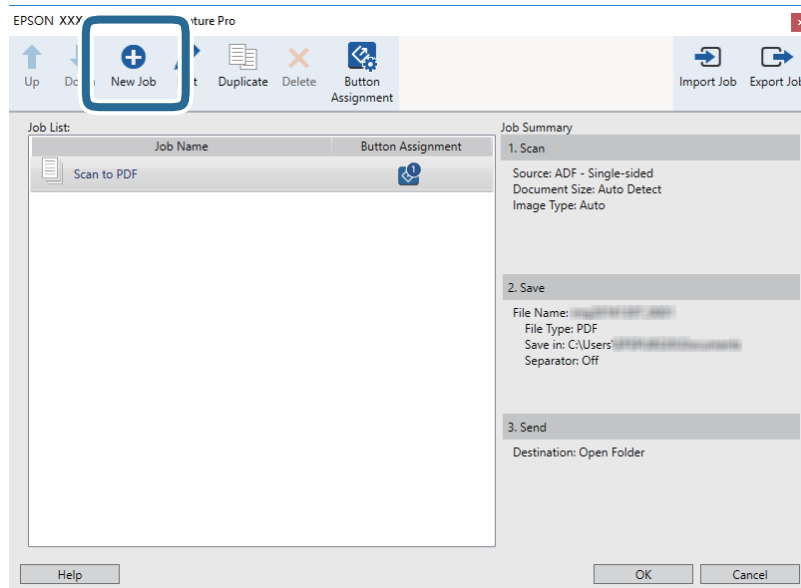 EPSON XXX ture Pro
Up
New Job
Duplicate
Delete
Button
Assignment
Import Job
Export Job
Job List:
Job Name
Button Assignment
Scan to PDF
1
Job Summary
1. Scan
Source: ADF - Single-sided
Document Size: Auto Detect
Image Type: Auto
2. Save
File Name:
File Type: PDF
Save in: C:\Users\
Separator: Off
3. Send
Destination: Open Folder
Help
OK
Cancel